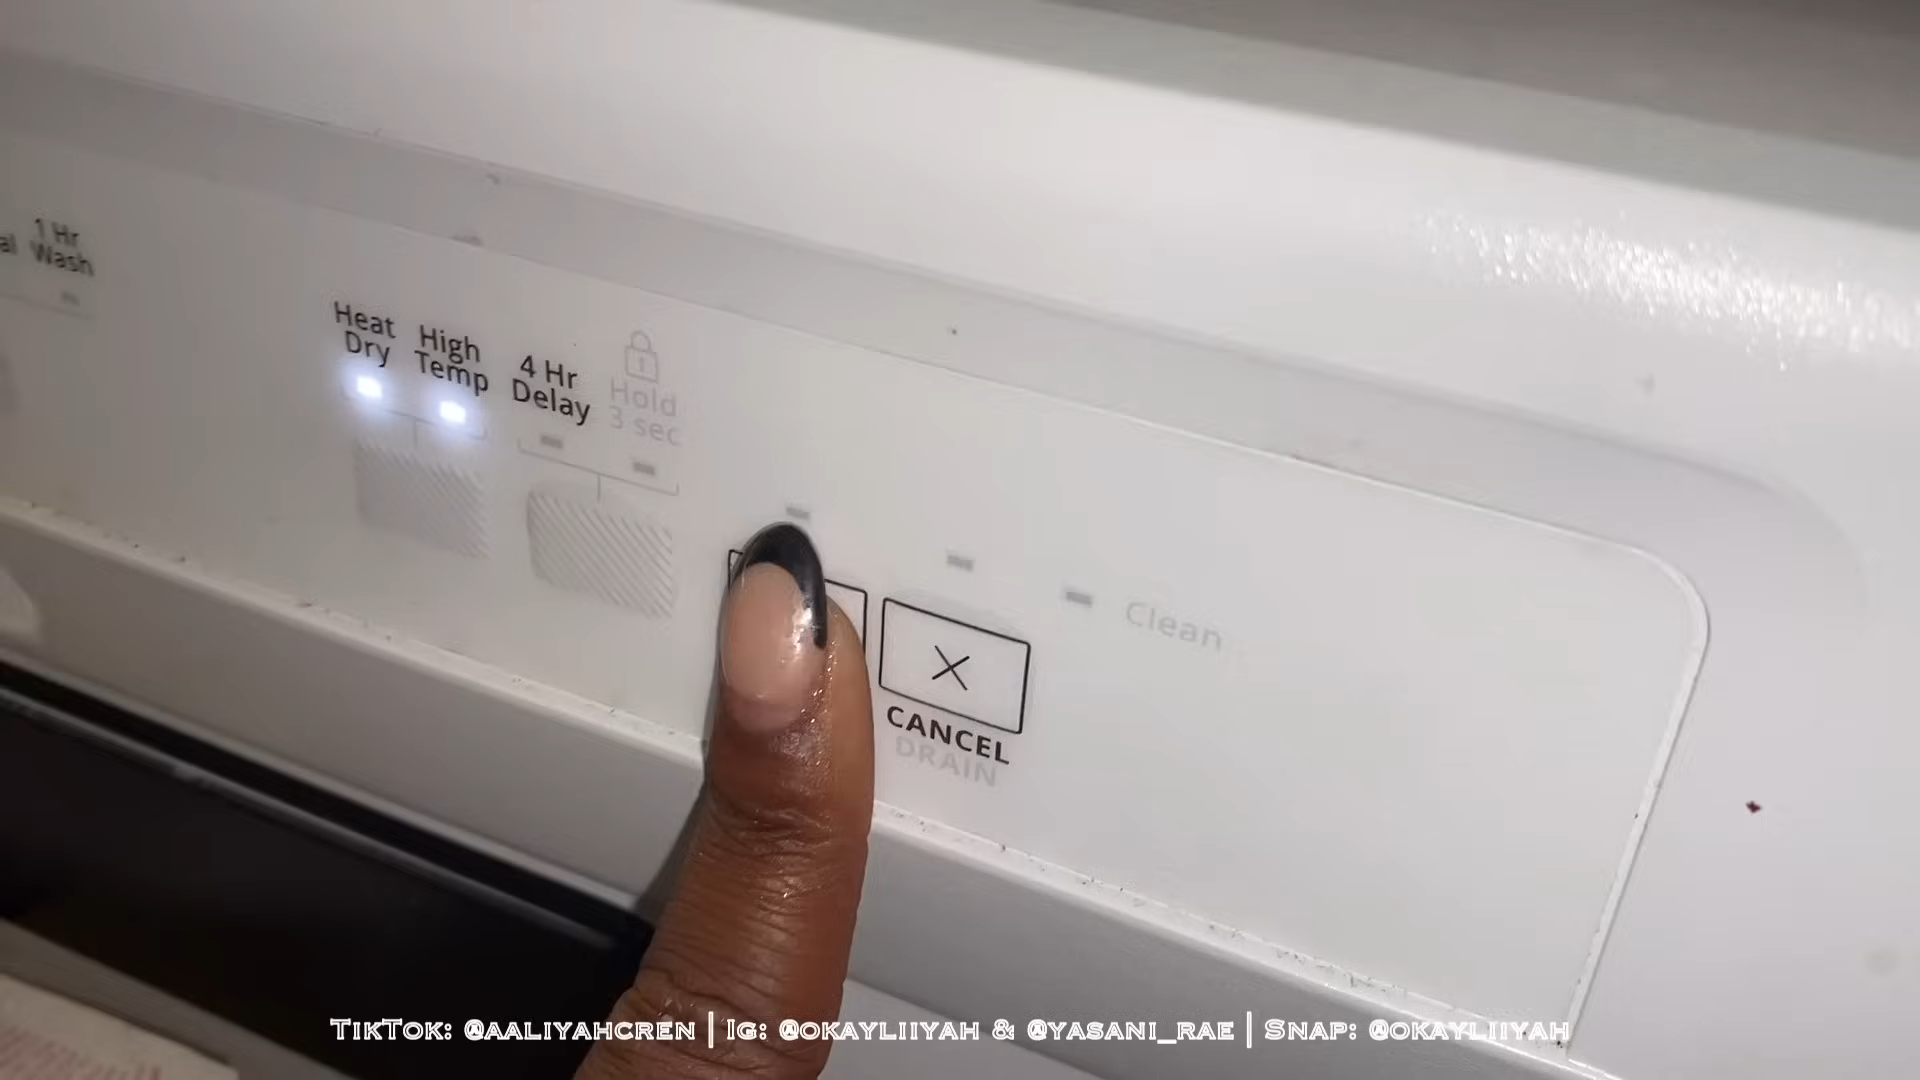 1 Hr
Wash
Heat
Dry
High
Temp
4 Hr
Delay
Hold
3 sec
CANCEL
DRAIN
Clean
TikTok: @aaliyahcren | Ig: @okayliiyah & @yasani_rae | Snap: @okayliiyah